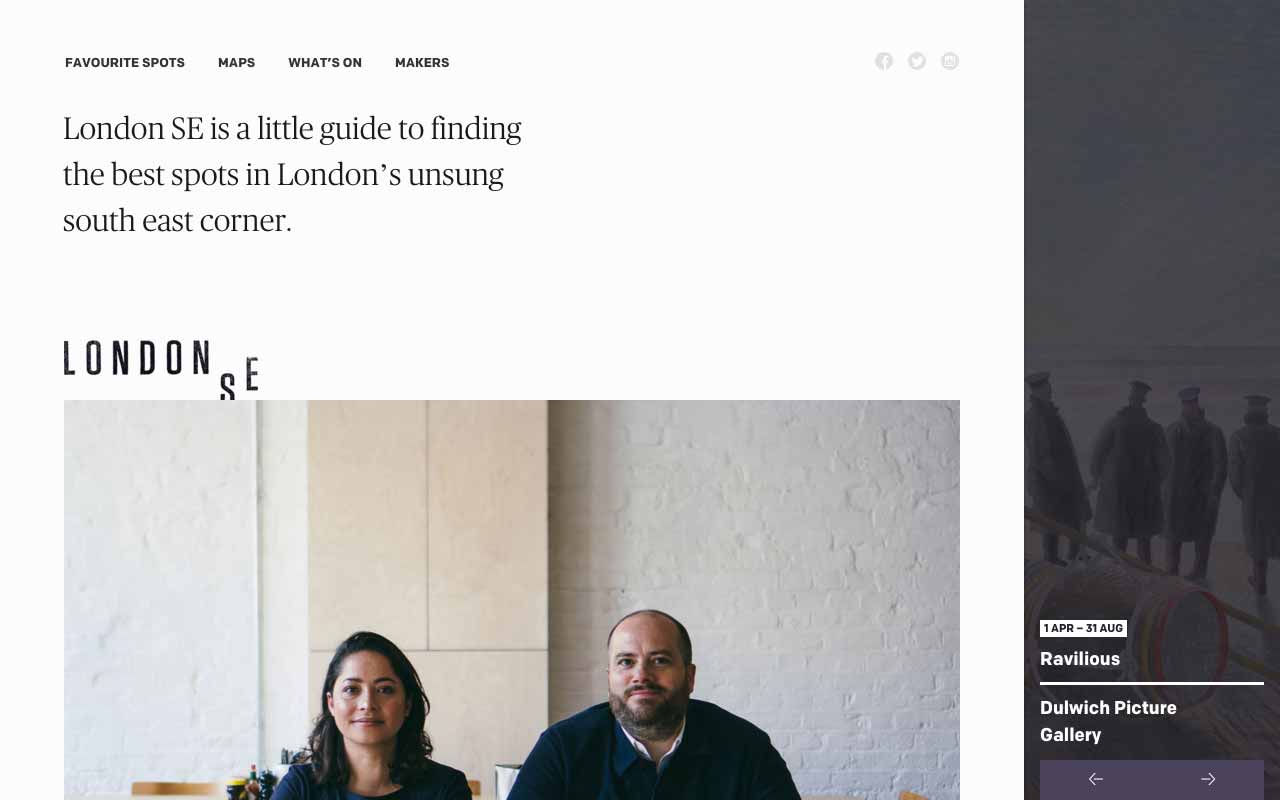 FAVOURITE SPOTS MAPS WHAT’S ON MAKERS
London SE is a little guide to finding
the best spots in London’s unsung
south east corner.
LONDON SE
1 APR – 31 AUG
Ravilious
Dulwich Picture
Gallery